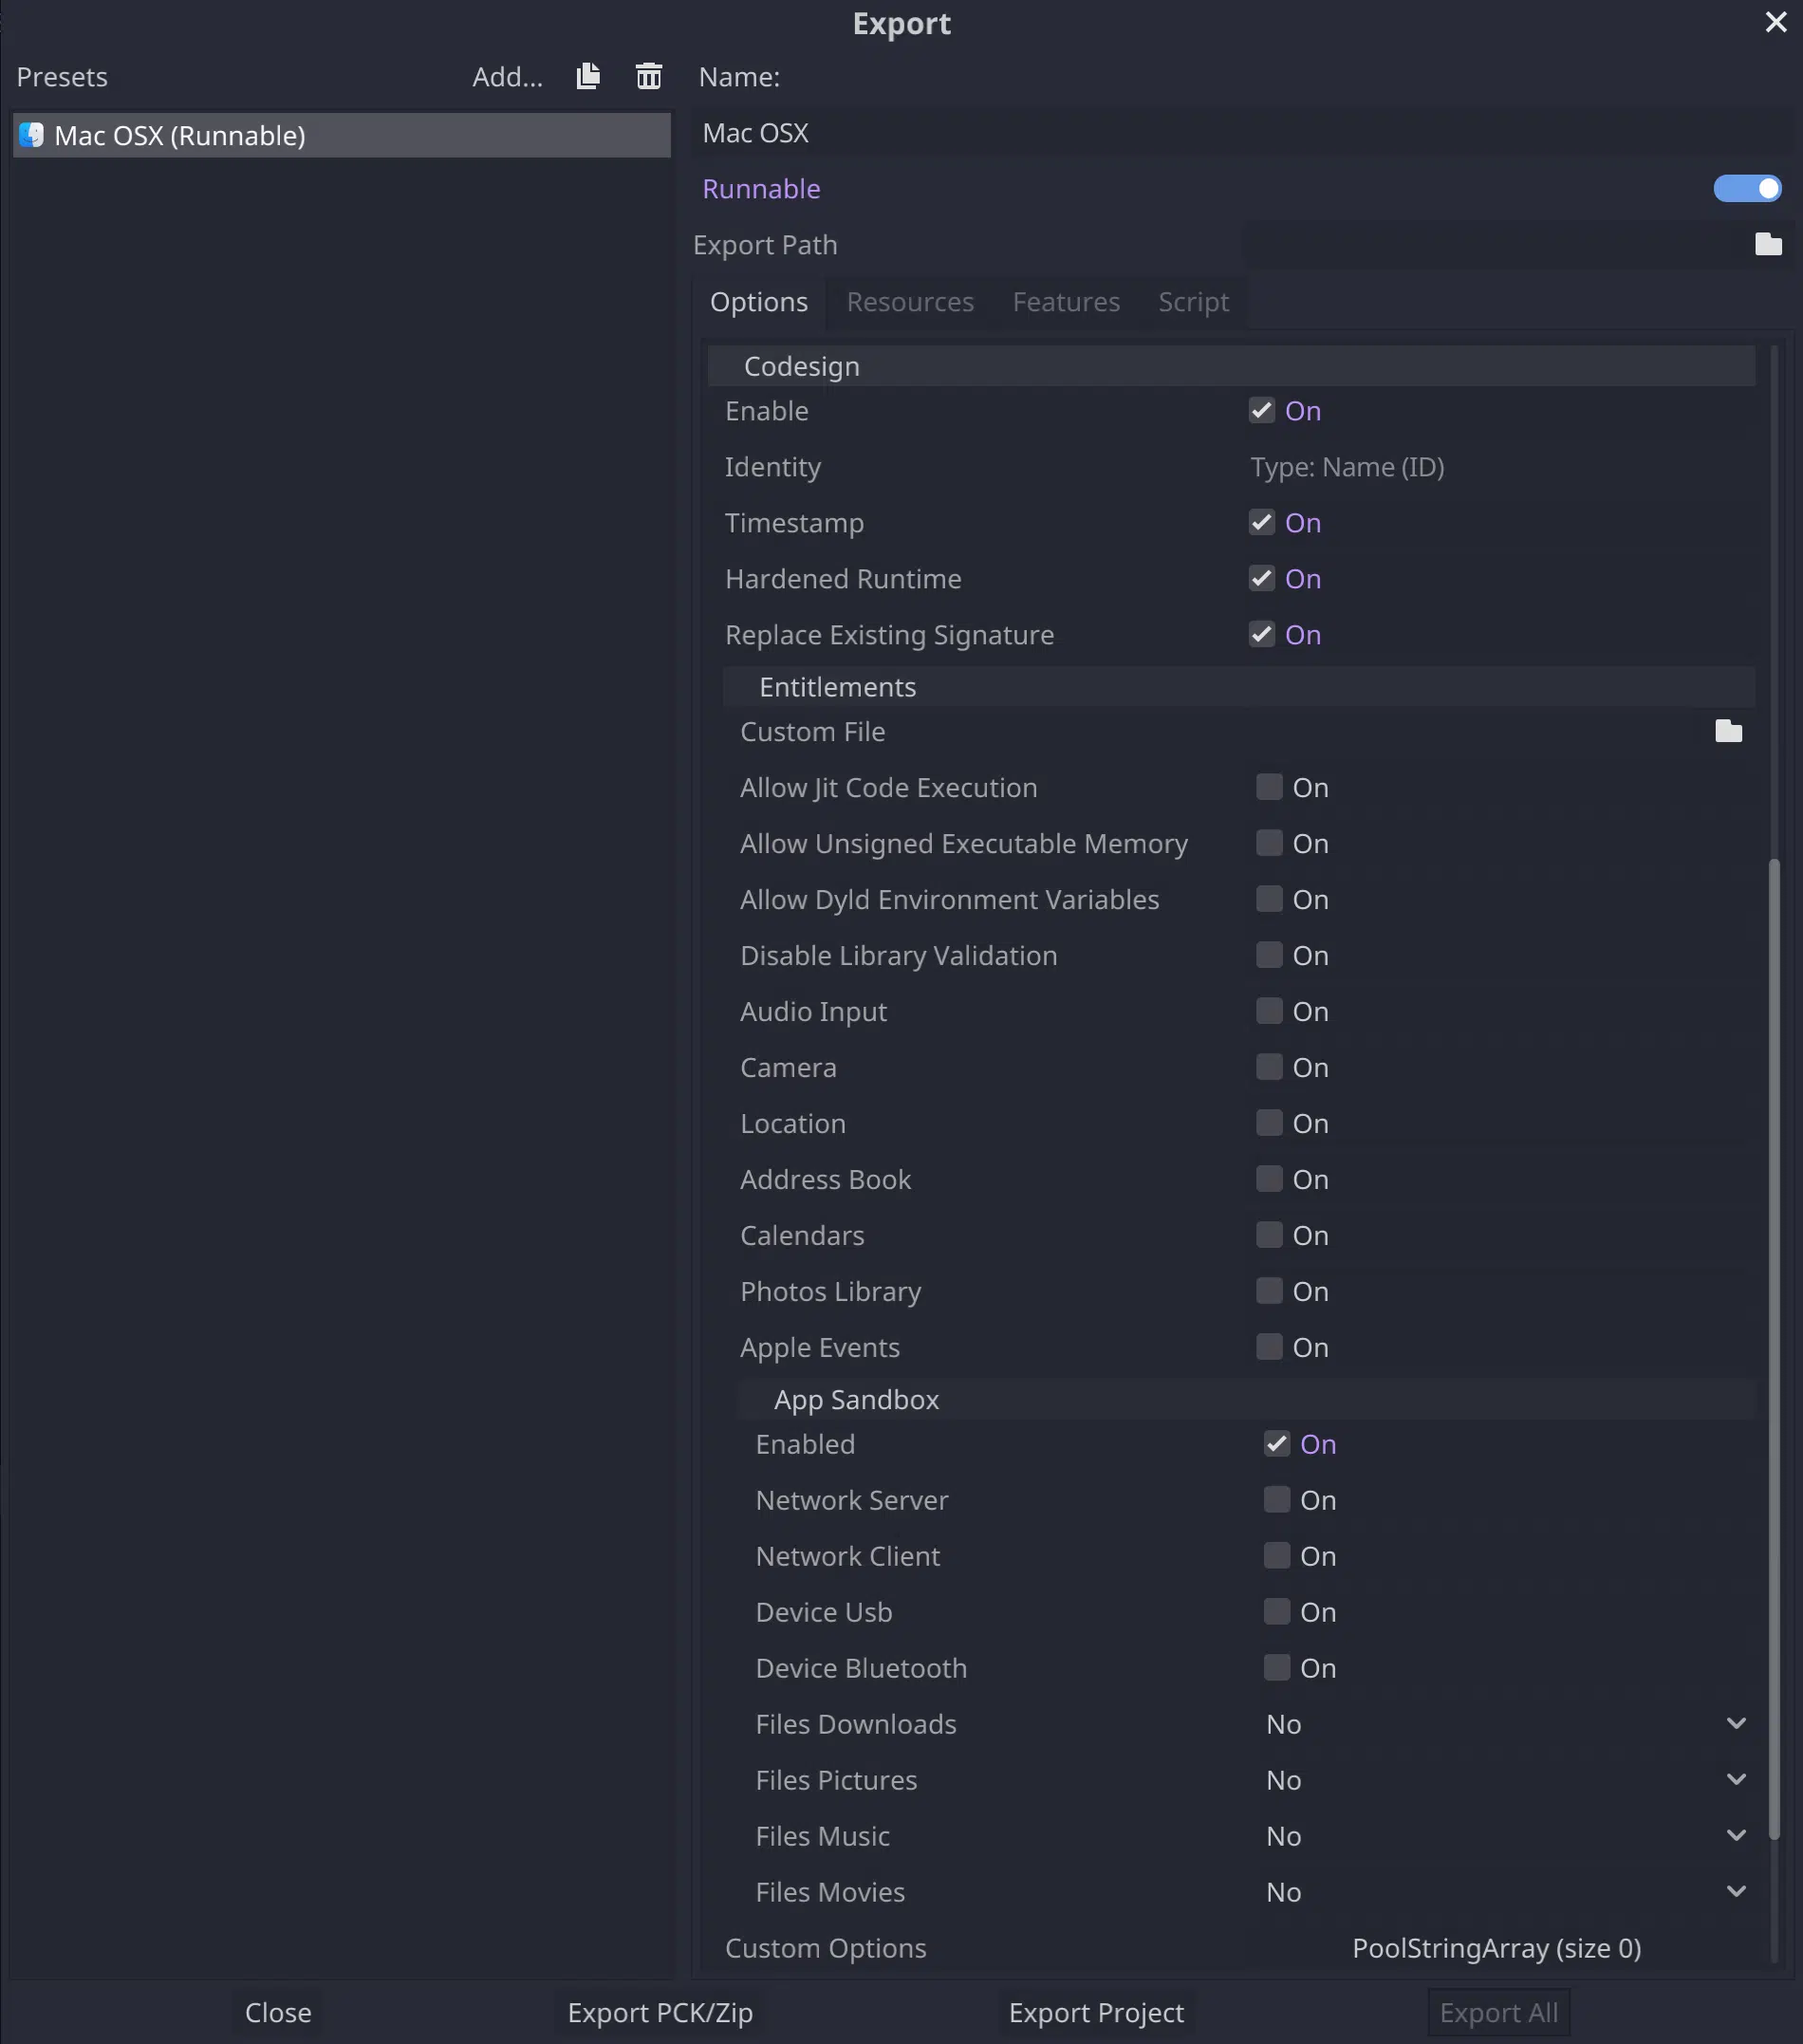 Export
Presets
Add...
Name:
Mac OSX (Runnable)
Mac OSX
Runnable
Export Path
Options
Resources
Features
Script
Codesign
Enable On
Identity Type: Name (ID)
Timestamp On
Hardened Runtime On
Replace Existing Signature On
Entitlements
Custom File
Allow Jit Code Execution On
Allow Unsigned Executable Memory On
Allow Dyld Environment Variables On
Disable Library Validation On
Audio Input On
Camera On
Location On
Address Book On
Calendars On
Photos Library On
Apple Events On
App Sandbox
Enabled On
Network Server On
Network Client On
Device Usb On
Device Bluetooth On
Files Downloads No
Files Pictures No
Files Music No
Files Movies No
Custom Options PoolStringArray (size 0)
Close
Export PCK/Zip
Export Project
Export All